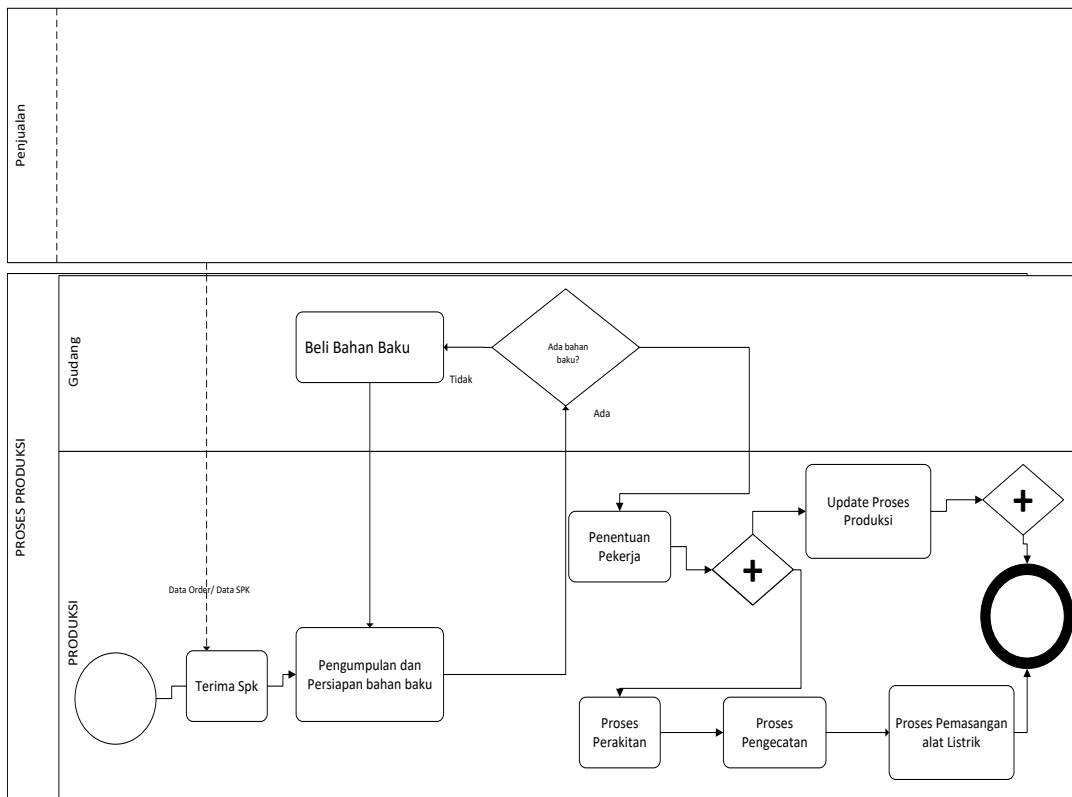 Penjualan
PROSES PRODUKSI
Gudang
Beli Bahan Baku
Ada bahan
baku?
Tidak
Ada
PRODUKSI
Data Order/ Data SPK
Terima Spk
Pengumpulan dan
Persiapan bahan baku
Penentuan
Pekerja
Update Proses
Produksi
Proses
Perakitan
Proses
Pengecatan
Proses Pemasangan
alat Listrik